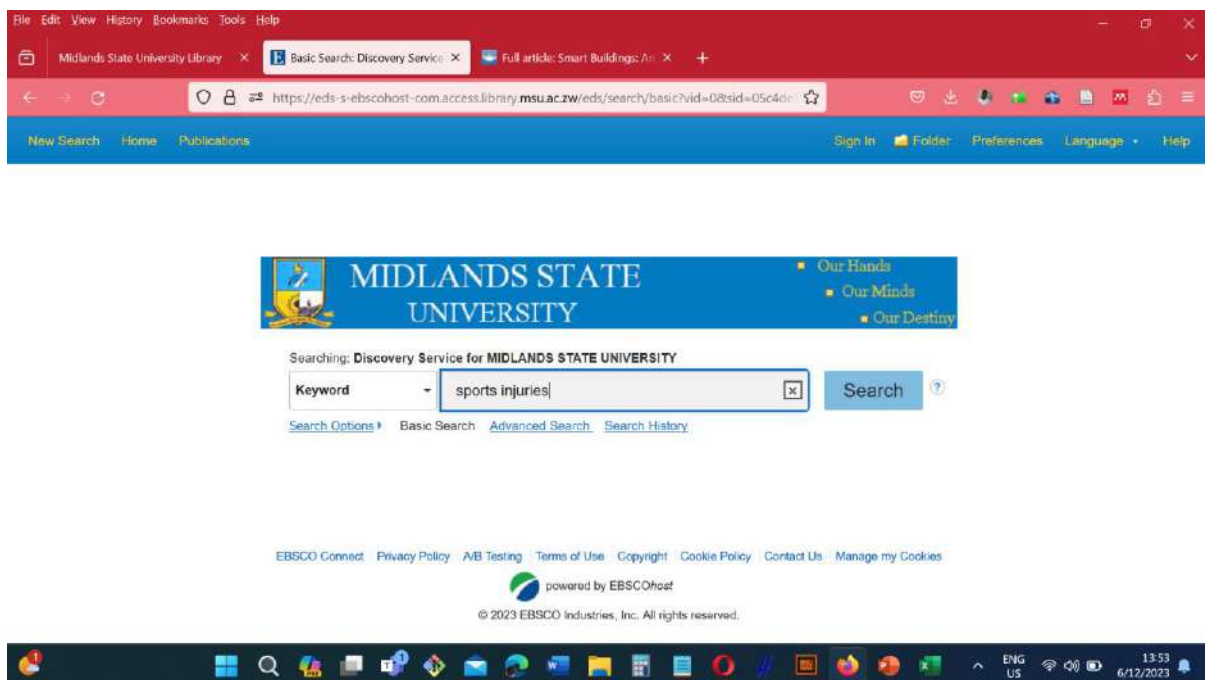 File Edit View History Bookmarks Tools Help
Midlands State University Library
Basic Search: Discovery Service
Full article: Smart Buildings: An
https://eds-s-ebscohost-com.access.library.msu.ac.zw/eds/search/basic?vid=0&sid=05c4de
New Search Home Publications Sign In Folder Preferences Language Help
MIDLANDS STATE
UNIVERSITY
Our Hands
Our Minds
Our Destiny
Searching: Discovery Service for MIDLANDS STATE UNIVERSITY
Keyword sports injuries Search ?
Search Options Basic Search Advanced Search Search History
EBSCO Connect Privacy Policy A/B Testing Terms of Use Copyright Cookie Policy Contact Us Manage my Cookies
powered by EBSCOhost
© 2023 EBSCO Industries, Inc. All rights reserved.
ENG
US
13:53
6/12/2023